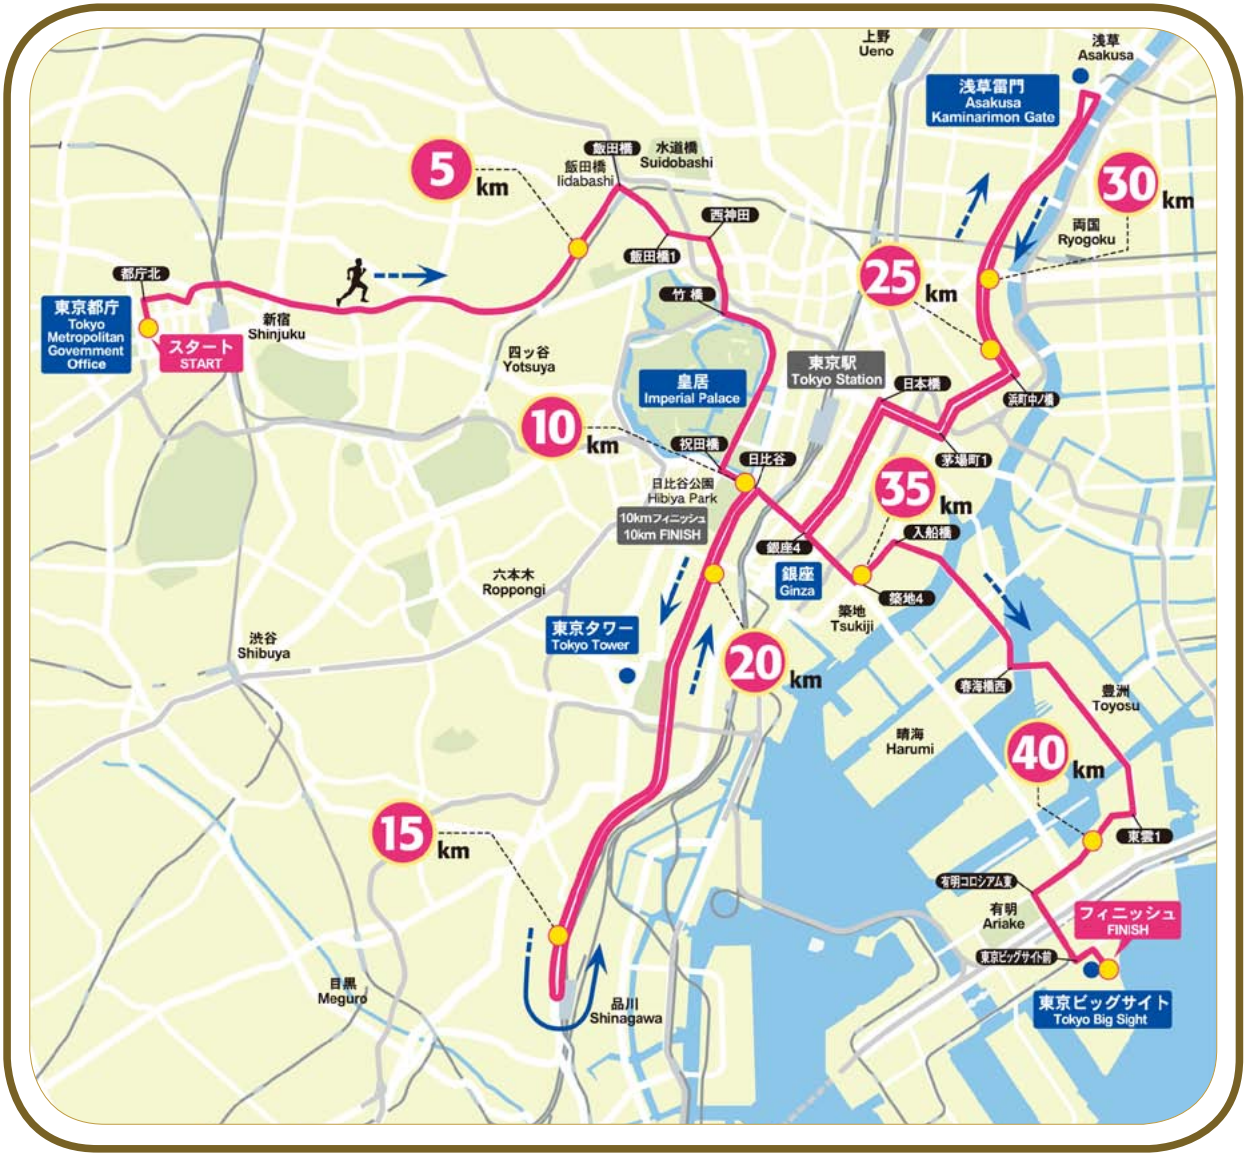 上野
Ueno
浅草
Asakusa
浅草雷門
Asakusa
Kaminarimon Gate
5
km
飯田橋
飯田橋
Iidabashi
水道橋
Suidobashi
西神田
飯田橋1
30
km
両国
Ryogoku
都庁北
東京都庁
Tokyo
Metropolitan
Government
Office
スタート
START
新宿
Shinjuku
竹橋
25
km
四ッ谷
Yotsuya
皇居
Imperial Palace
東京駅
Tokyo Station
日本橋
浜町中ノ橋
10
km
祝田橋
日比谷
茅場町1
日比谷公園
Hibiya Park
10kmフィニッシュ
10km FINISH
35
km
銀座4
入船橋
銀座
Ginza
築地4
築地
Tsukiji
六本木
Roppongi
東京タワー
Tokyo Tower
渋谷
Shibuya
20
km
春海橋西
豊洲
Toyosu
晴海
Harumi
40
km
15
km
東雲1
有明コロシアム東
有明
Ariake
フィニッシュ
FINISH
東京ビッグサイト前
東京ビッグサイト
Tokyo Big Sight
目黒
Meguro
品川
Shinagawa